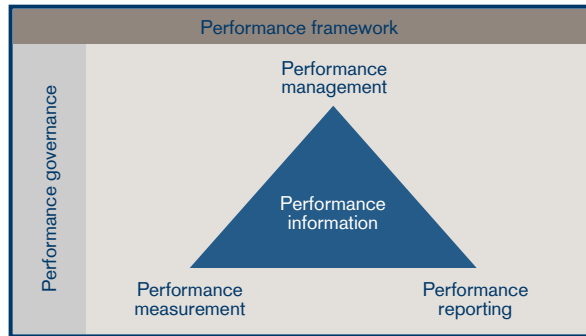 Performance framework
Performance governance
Performance
management
Performance
information
Performance
measurement
Performance
reporting